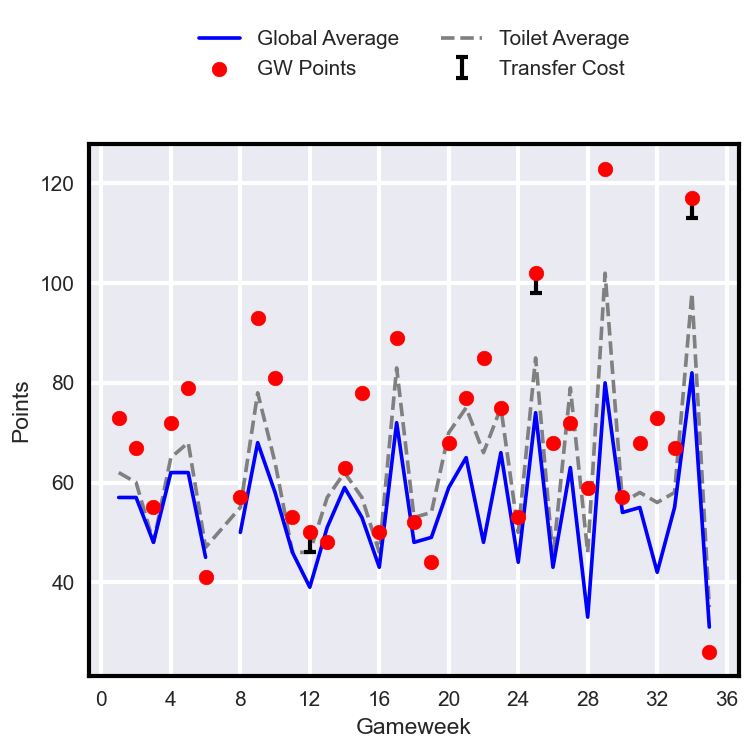 Global Average Toilet Average
GW Points Transfer Cost
120
100
80
60
40
Points
0 4 8 12 16 20 24 28 32 36
Gameweek